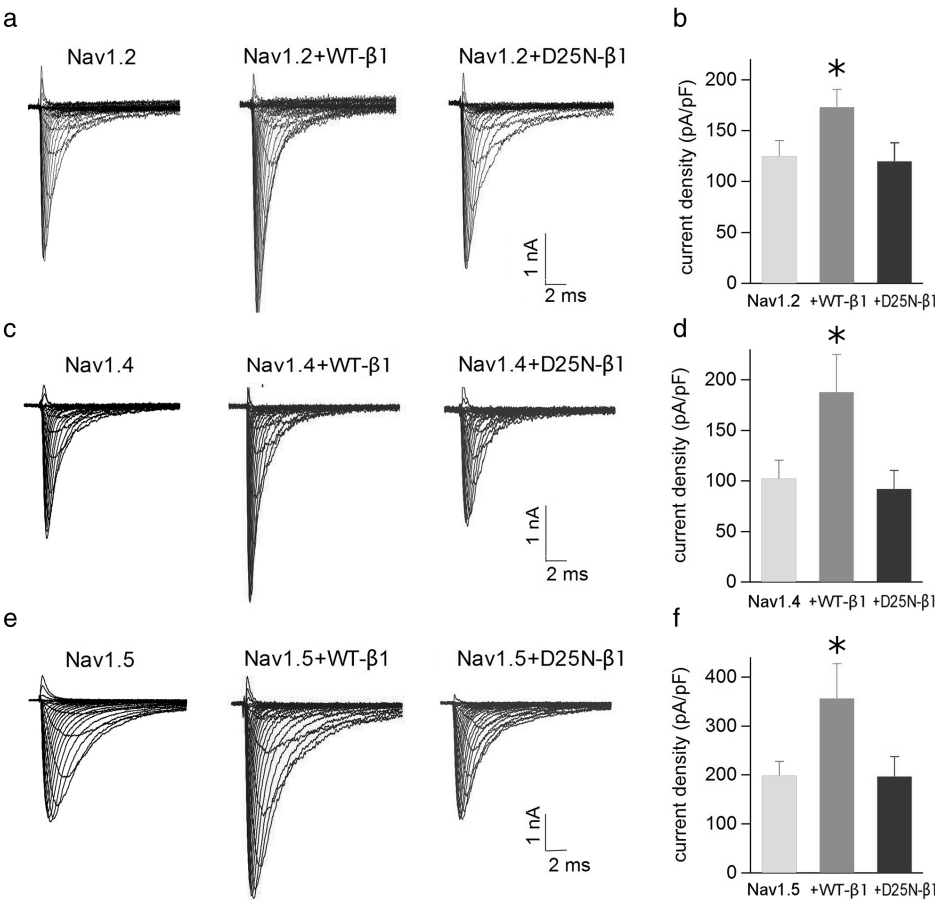 a
Nav1.2
Nav1.2+WT-β1
Nav1.2+D25N-β1
1 nA
2 ms
b
*
current density (pA/pF)
200
150
100
50
0
Nav1.2 +WT-β1 +D25N-β1
c
Nav1.4
Nav1.4+WT-β1
Nav1.4+D25N-β1
1 nA
2 ms
d
*
current density (pA/pF)
200
150
100
50
0
Nav1.4 +WT-β1 +D25N-β1
e
Nav1.5
Nav1.5+WT-β1
Nav1.5+D25N-β1
1 nA
2 ms
f
*
current density (pA/pF)
400
300
200
100
0
Nav1.5 +WT-β1 +D25N-β1